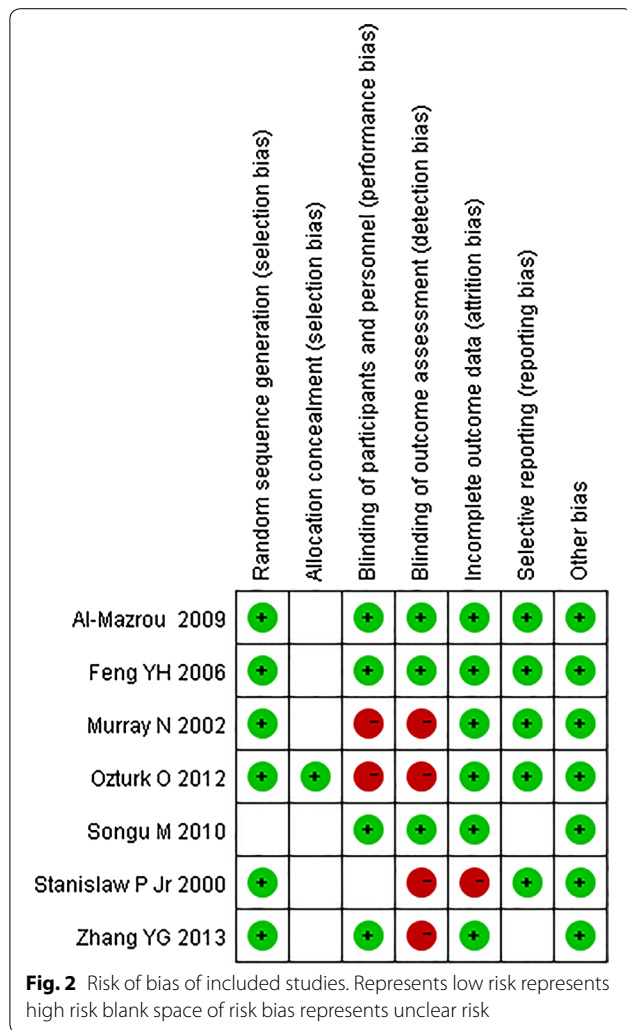 Random sequence generation (selection bias)
Allocation concealment (selection bias)
Blinding of participants and personnel (performance bias)
Blinding of outcome assessment (detection bias)
Incomplete outcome data (attrition bias)
Selective reporting (reporting bias)
Other bias
Al-Mazrou 2009 + + + + + +
Feng YH 2006 + + + + + +
Murray N 2002 + - - + + +
Ozturk O 2012 + + - - + + +
Songu M 2010 + + + +
Stanislaw P Jr 2000 + - - + +
Zhang YG 2013 + + - + +
Fig. 2 Risk of bias of included studies. Represents low risk represents
high risk blank space of risk bias represents unclear risk